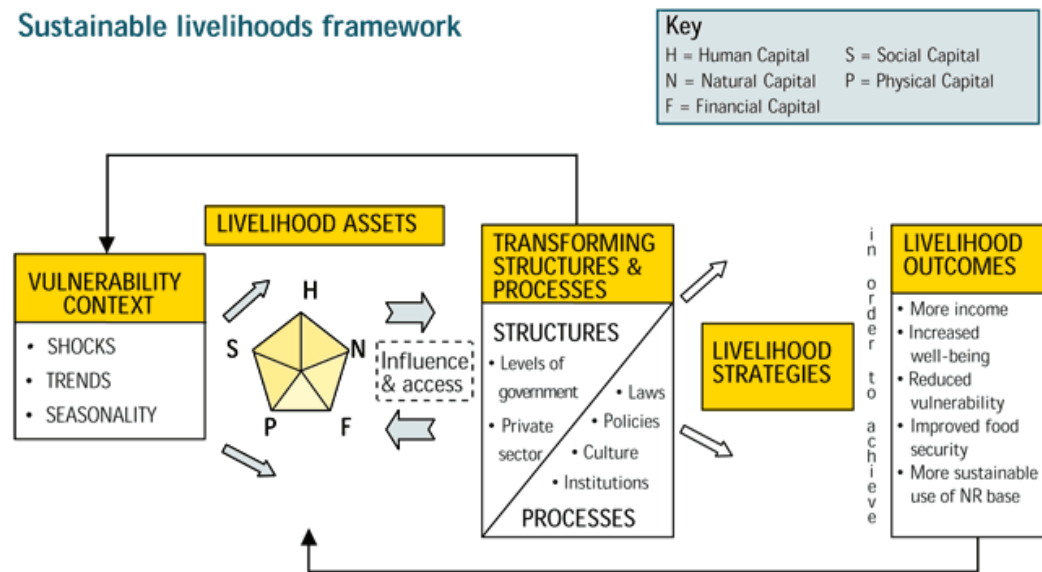 Sustainable livelihoods framework
Key
H = Human Capital S = Social Capital
N = Natural Capital P = Physical Capital
F = Financial Capital
LIVELIHOOD ASSETS
VULNERABILITY
CONTEXT
• SHOCKS
• TRENDS
• SEASONALITY
H
S
N
P
F
Influence
& access
TRANSFORMING
STRUCTURES &
PROCESSES
STRUCTURES
• Levels of
government
• Private
sector
• Laws
• Policies
• Culture
• Institutions
PROCESSES
LIVELIHOOD
STRATEGIES
in order to achieve
LIVELIHOOD
OUTCOMES
• More income
• Increased
well-being
• Reduced
vulnerability
• Improved food
security
• More sustainable
use of NR base